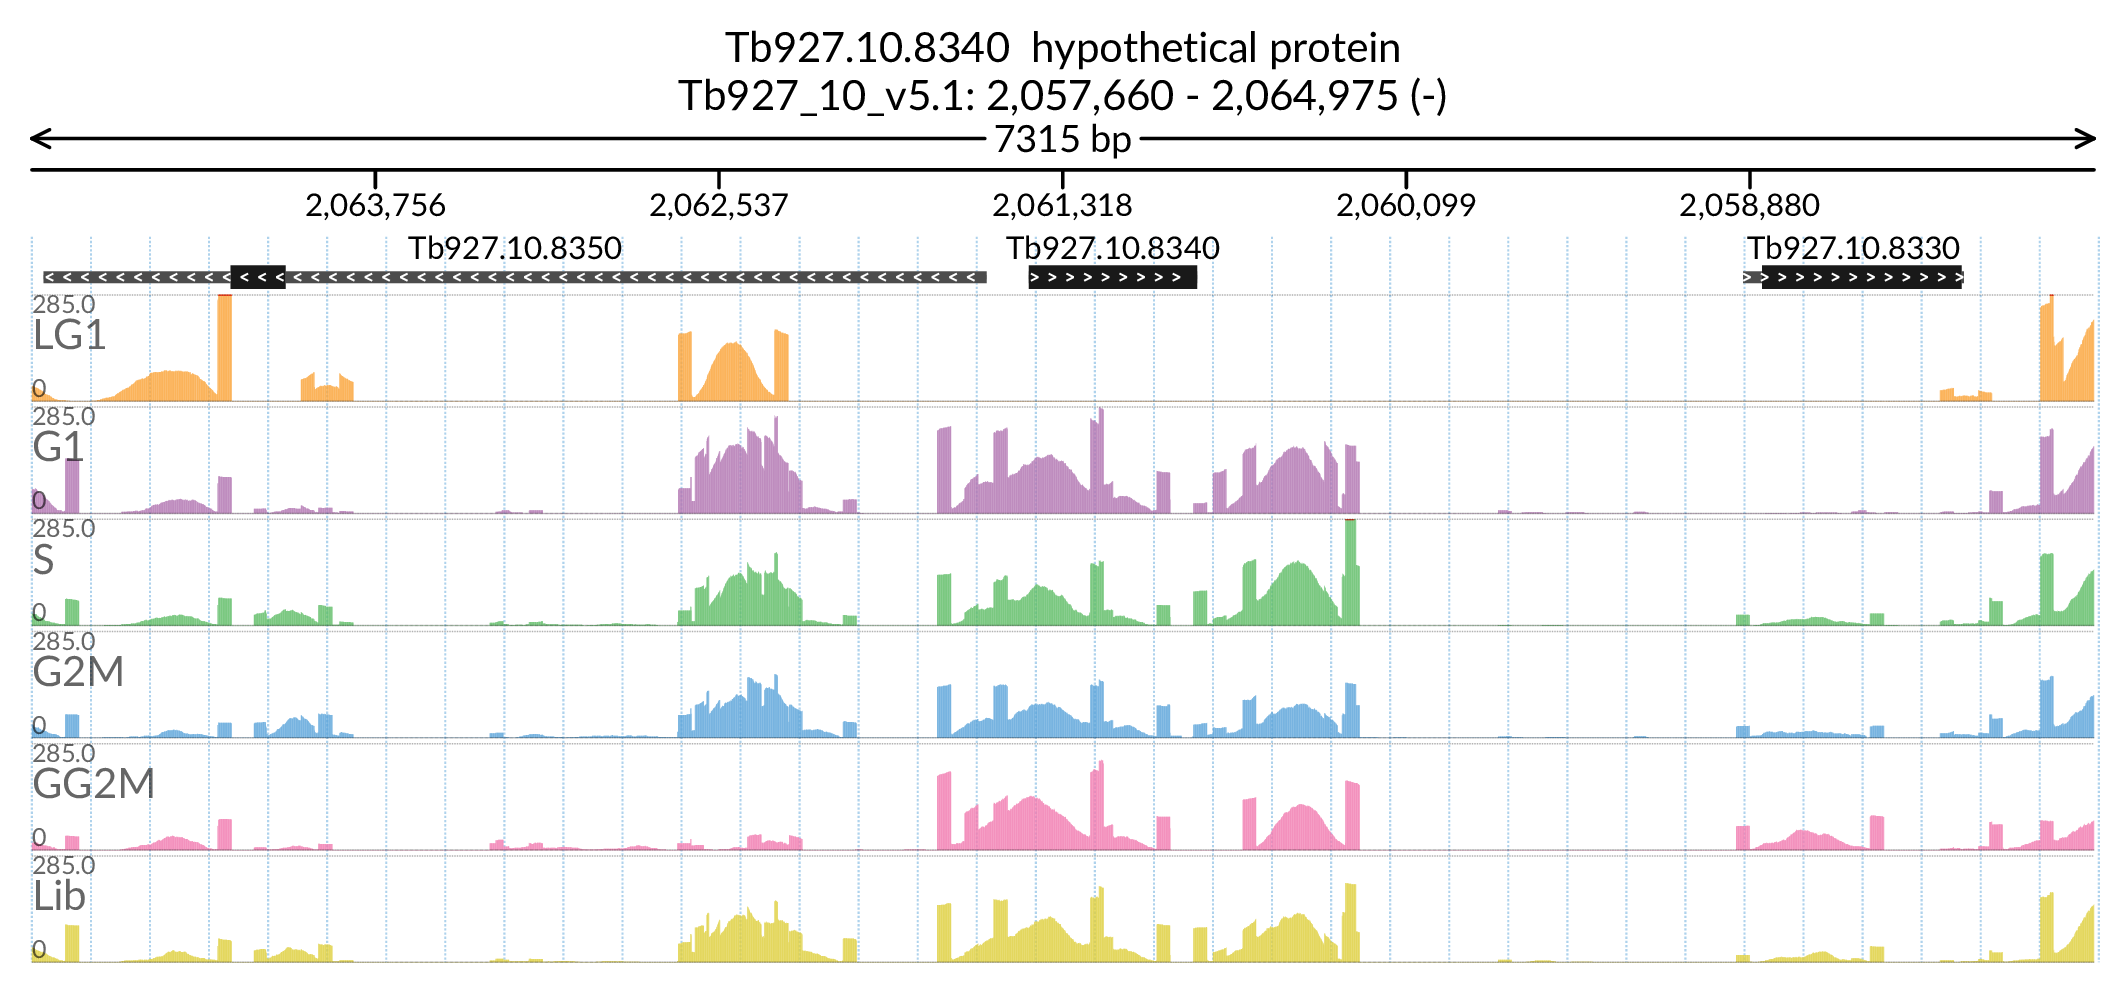 Tb927.10.8340 hypothetical protein
Tb927_10_v5.1: 2,057,660 - 2,064,975 (-)
7315 bp
2,063,756 2,062,537 2,061,318 2,060,099 2,058,880
Tb927.10.8350 Tb927.10.8340 Tb927.10.8330
285.0
LG1
0
285.0
G1
0
285.0
S
0
285.0
G2M
0
285.0
GG2M
0
285.0
Lib
0